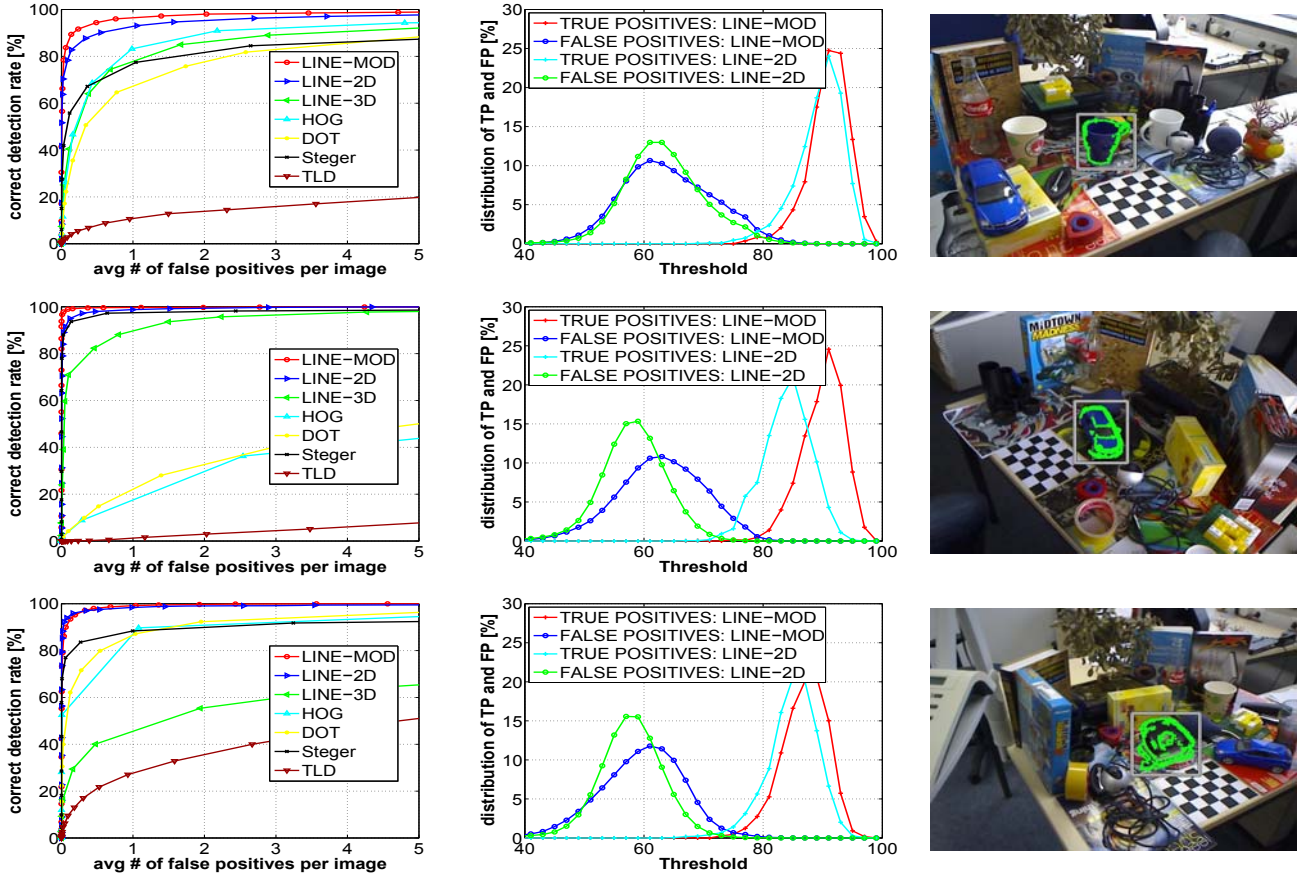 correct detection rate [%]
100
80
60
40
20
0
LINE−MOD
LINE−2D
LINE−3D
HOG
DOT
Steger
TLD
0 1 2 3 4 5
avg # of false positives per image
distribution of TP and FP [%]
30
25
20
15
10
5
0
TRUE POSITIVES: LINE−MOD
FALSE POSITIVES: LINE−MOD
TRUE POSITIVES: LINE−2D
FALSE POSITIVES: LINE−2D
40 60 80 100
Threshold
correct detection rate [%]
100
80
60
40
20
0
LINE−MOD
LINE−2D
LINE−3D
HOG
DOT
Steger
TLD
0 1 2 3 4 5
avg # of false positives per image
distribution of TP and FP [%]
30
25
20
15
10
5
0
TRUE POSITIVES: LINE−MOD
FALSE POSITIVES: LINE−MOD
TRUE POSITIVES: LINE−2D
FALSE POSITIVES: LINE−2D
40 60 80 100
Threshold
MiDTOWN
MADNESS
correct detection rate [%]
100
80
60
40
20
0
LINE−MOD
LINE−2D
LINE−3D
HOG
DOT
Steger
TLD
0 1 2 3 4 5
avg # of false positives per image
distribution of TP and FP [%]
30
25
20
15
10
5
0
TRUE POSITIVES: LINE−MOD
FALSE POSITIVES: LINE−MOD
TRUE POSITIVES: LINE−2D
FALSE POSITIVES: LINE−2D
40 60 80 100
Threshold